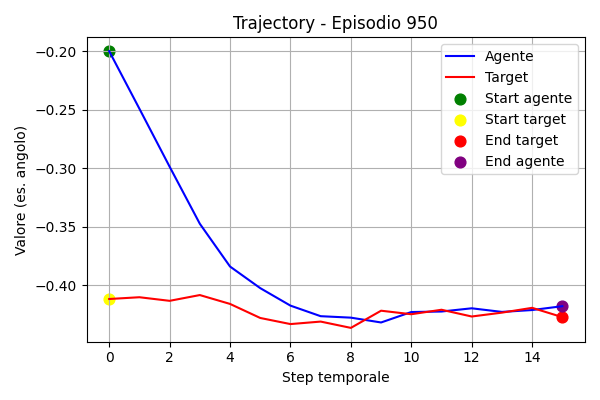 Trajectory - Episodio 950
Valore (es. angolo)
−0.20
−0.25
−0.30
−0.35
−0.40
Agente
Target
Start agente
Start target
End target
End agente
0 2 4 6 8 10 12 14
Step temporale